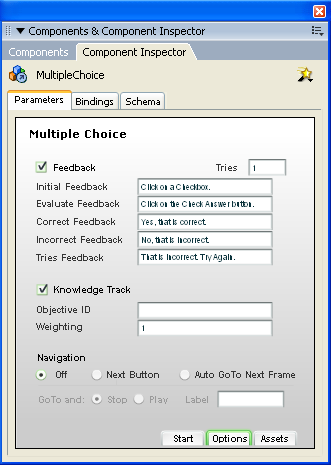 Components & Component Inspector
Components Component Inspector
MultipleChoice
Parameters Bindings Schema
Multiple Choice
Feedback Tries 1
Initial Feedback Click on a Checkbox.
Evaluate Feedback Click on the Check Answer button.
Correct Feedback Yes, that is correct.
Incorrect Feedback No, that is incorrect.
Tries Feedback That is incorrect. Try Again.
Knowledge Track
Objective ID
Weighting 1
Navigation
Off Next Button Auto GoTo Next Frame
GoTo and: Stop Play Label
Start Options Assets